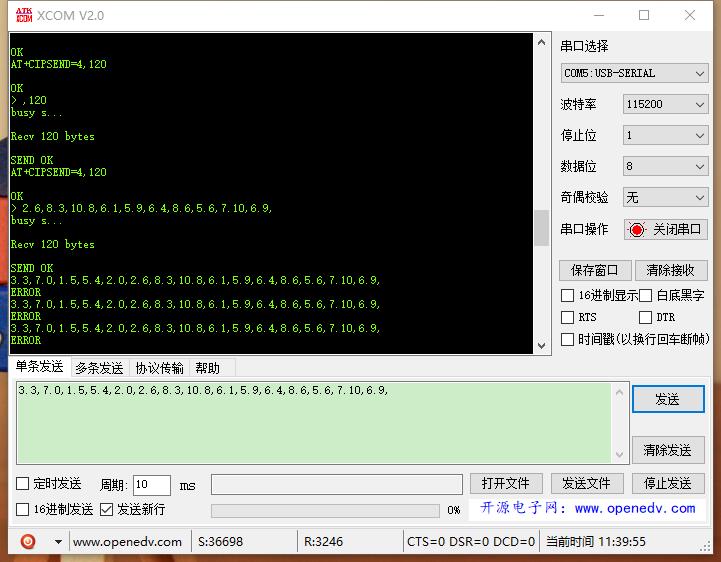 ATK
XCOM
XCOM V2.0
OK
AT+CIPSEND=4,120
OK
> ,120
busy s...
Recv 120 bytes
SEND OK
AT+CIPSEND=4,120
OK
> 2.6,8.3,10.8,6.1,5.9,6.4,8.6,5.6,7.10,6.9,
busy s...
Recv 120 bytes
SEND OK
3.3,7.0,1.5,5.4,2.0,2.6,8.3,10.8,6.1,5.9,6.4,8.6,5.6,7.10,6.9,
ERROR
3.3,7.0,1.5,5.4,2.0,2.6,8.3,10.8,6.1,5.9,6.4,8.6,5.6,7.10,6.9,
ERROR
3.3,7.0,1.5,5.4,2.0,2.6,8.3,10.8,6.1,5.9,6.4,8.6,5.6,7.10,6.9,
ERROR
串口选择
COM5:USB-SERIAL
波特率 115200
停止位 1
数据位 8
奇偶校验 无
串口操作 关闭串口
保存窗口 清除接收
16进制显示 白底黑字
RTS DTR
时间戳(以换行回车断帧)
单条发送 多条发送 协议传输 帮助
3.3,7.0,1.5,5.4,2.0,2.6,8.3,10.8,6.1,5.9,6.4,8.6,5.6,7.10,6.9,
发送
清除发送
定时发送 周期: 10 ms 打开文件 发送文件 停止发送
16进制发送 发送新行 0% 开源电子网：www.openedv.com
www.openedv.com S:36698 R:3246 CTS=0 DSR=0 DCD=0 当前时间 11:39:55